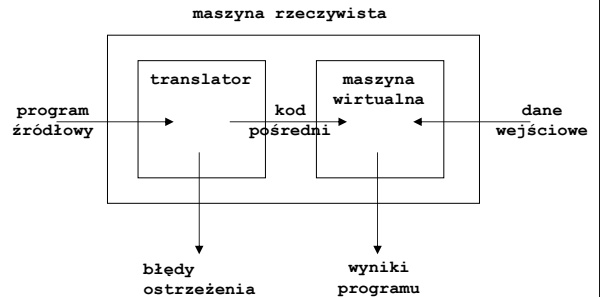 maszyna rzeczywista
translator
maszyna
wirtualna
program
źródłowy
kod
pośredni
dane
wejściowe
błędy
ostrzeżenia
wyniki
programu